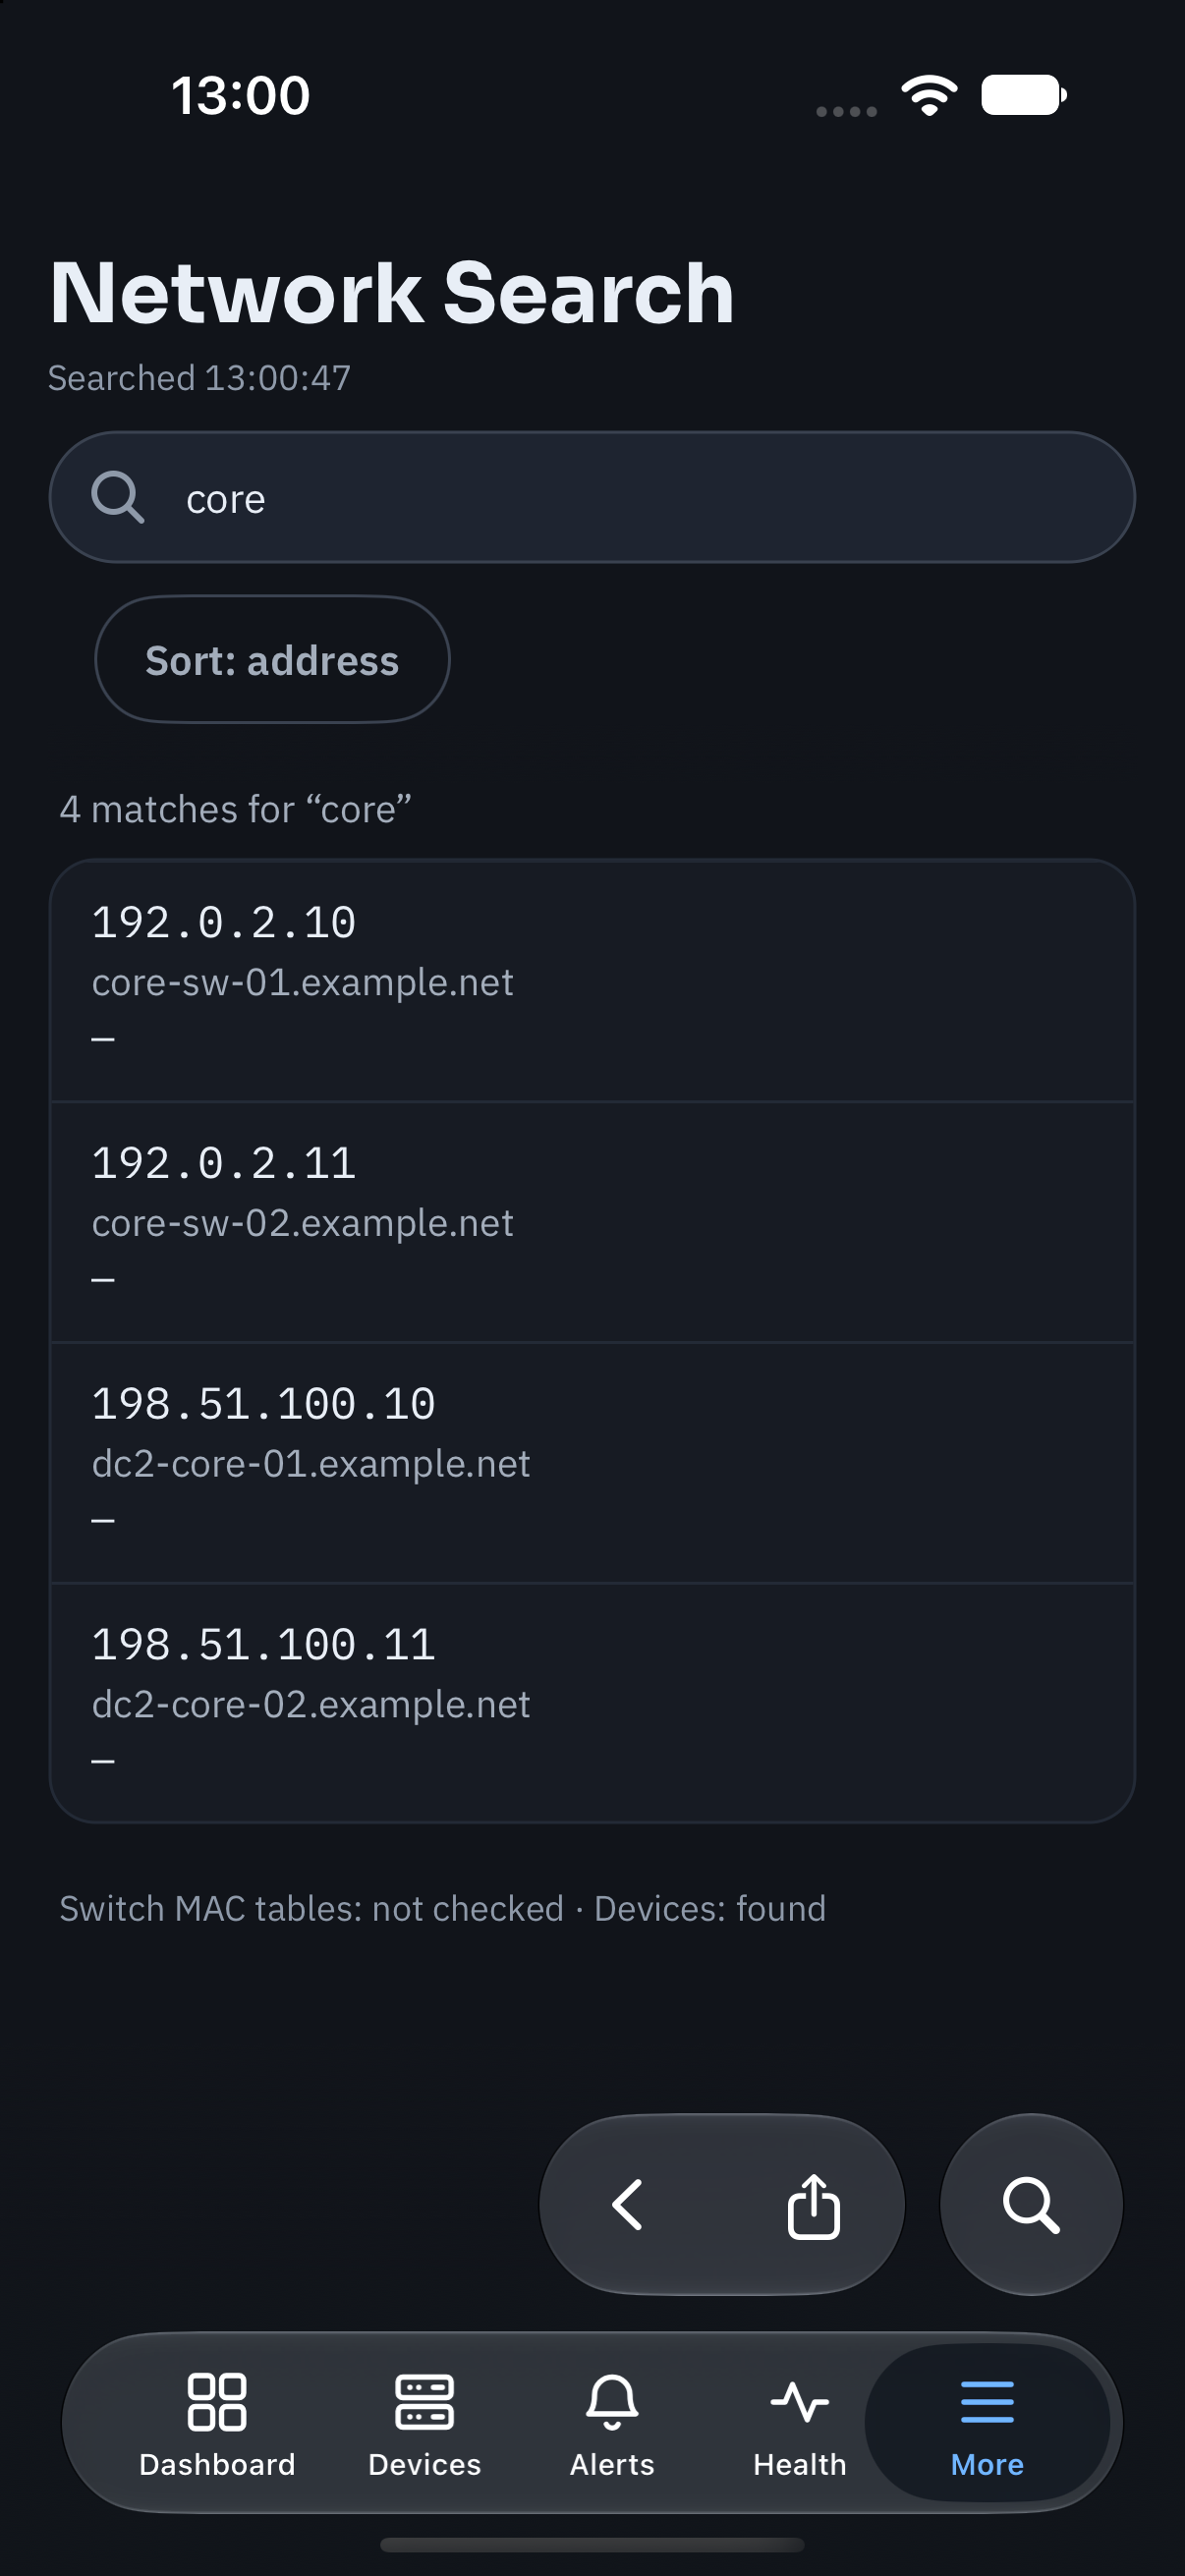 13:00
Network Search
Searched 13:00:47
core
Sort: address
4 matches for “core”
192.0.2.10
core-sw-01.example.net
—
192.0.2.11
core-sw-02.example.net
—
198.51.100.10
dc2-core-01.example.net
—
198.51.100.11
dc2-core-02.example.net
—
Switch MAC tables: not checked · Devices: found
Dashboard Devices Alerts Health More